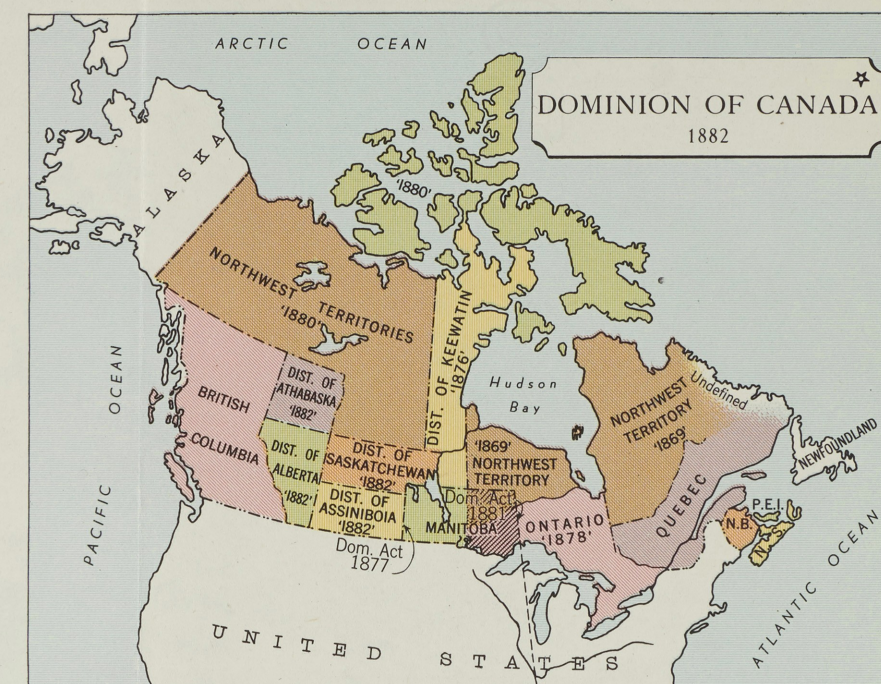 ARCTIC OCEAN
DOMINION OF CANADA
1882
ALASKA
'1880'
NORTHWEST TERRITORIES
'1880'
DIST. OF KEEWATIN
'1876'
Hudson
Bay
PACIFIC OCEAN
BRITISH
COLUMBIA
DIST. OF
ATHABASKA
'1882'
DIST. OF
ALBERTA
'1882'
DIST. OF
SASKATCHEWAN
'1882'
DIST. OF
ASSINIBOIA
'1882'
Dom. Act
1877
MANITOBA
'1869'
NORTHWEST
TERRITORY
Dom. Act
1881
ONTARIO
'1878'
NORTHWEST
TERRITORY
'1869'
Undefined
QUEBEC
NEWFOUNDLAND
P.E.I.
N.B.
N.S.
ATLANTIC OCEAN
UNITED STATES